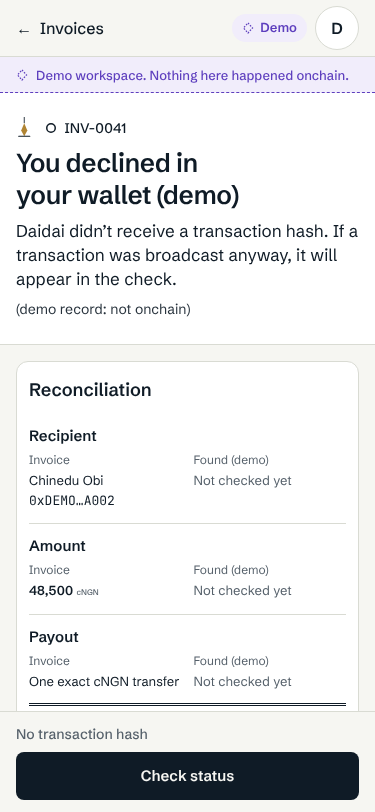 ← Invoices
Demo
D
Demo workspace. Nothing here happened onchain.
INV-0041
You declined in
your wallet (demo)
Daidai didn’t receive a transaction hash. If a
transaction was broadcast anyway, it will
appear in the check.
(demo record: not onchain)
Reconciliation
Recipient
Invoice
Found (demo)
Chinedu Obi
Not checked yet
0xDEMO…A002
Amount
Invoice
Found (demo)
48,500 cNGN
Not checked yet
Payout
Invoice
Found (demo)
One exact cNGN transfer
Not checked yet
No transaction hash
Check status